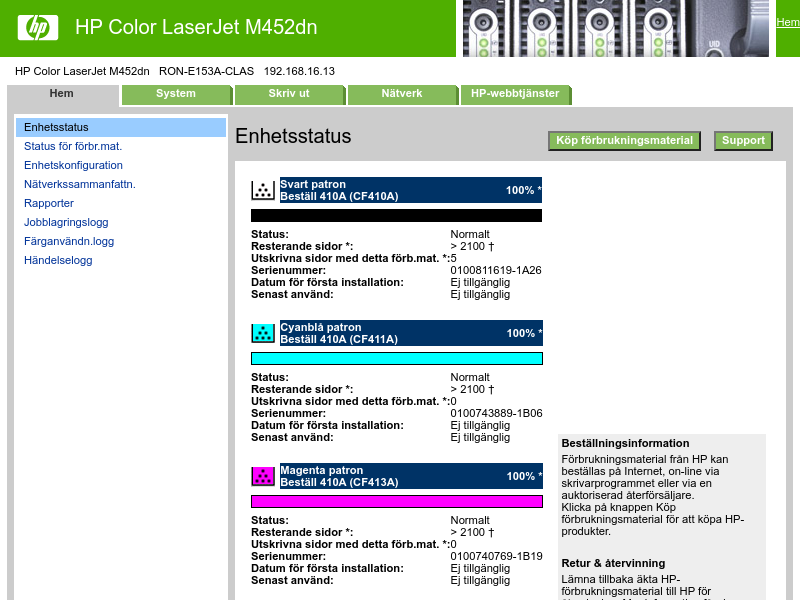 hp
HP Color LaserJet M452dn
Hem
UID
HP Color LaserJet M452dn RON-E153A-CLAS 192.168.16.13
Hem
System
Skriv ut
Nätverk
HP-webbtjänster
Enhetsstatus
Status för förbr.mat.
Enhetskonfiguration
Nätverkssammanfattn.
Rapporter
Jobblagringslogg
Färganvändn.logg
Händelselogg
Enhetsstatus
Köp förbrukningsmaterial
Support
Svart patron
Beställ 410A (CF410A)
100% *
Status: Normalt
Resterande sidor *: > 2100 †
Utskrivna sidor med detta förb.mat. *:5
Serienummer: 0100811619-1A26
Datum för första installation: Ej tillgänglig
Senast använd: Ej tillgänglig
Cyanblå patron
Beställ 410A (CF411A)
100% *
Status: Normalt
Resterande sidor *: > 2100 †
Utskrivna sidor med detta förb.mat. *:0
Serienummer: 0100743889-1B06
Datum för första installation: Ej tillgänglig
Senast använd: Ej tillgänglig
Magenta patron
Beställ 410A (CF413A)
100% *
Status: Normalt
Resterande sidor *: > 2100 †
Utskrivna sidor med detta förb.mat. *:0
Serienummer: 0100740769-1B19
Datum för första installation: Ej tillgänglig
Senast använd: Ej tillgänglig
Beställningsinformation
Förbrukningsmaterial från HP kan
beställas på Internet, on-line via
skrivarprogrammet eller via en
auktoriserad återförsäljare.
Klicka på knappen Köp
förbrukningsmaterial för att köpa HP-
produkter.
Retur & återvinning
Lämna tillbaka äkta HP-
förbrukningsmaterial till HP för